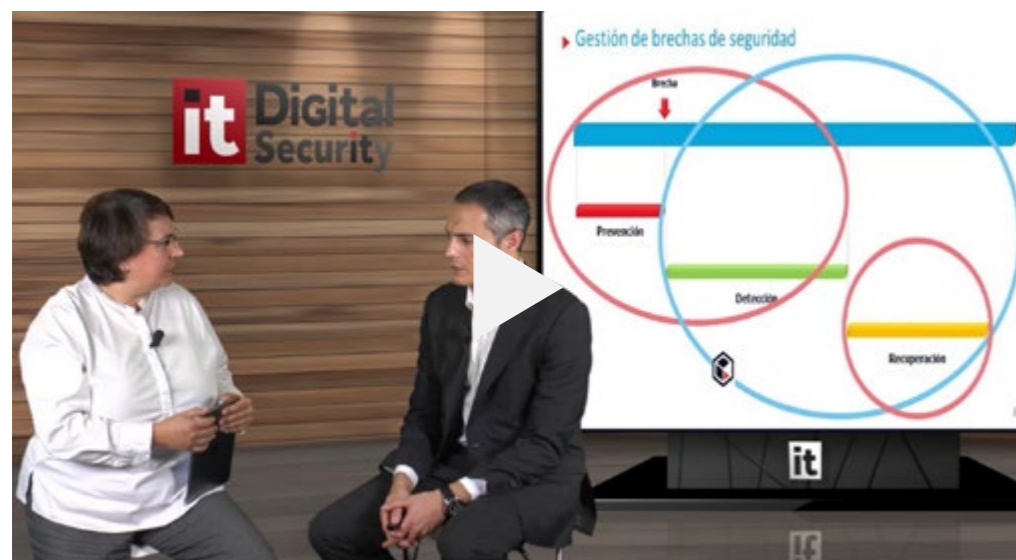 it Digital
Security
Gestión de brechas de seguridad
Brecha
Prevención
Detección
Recuperación
it